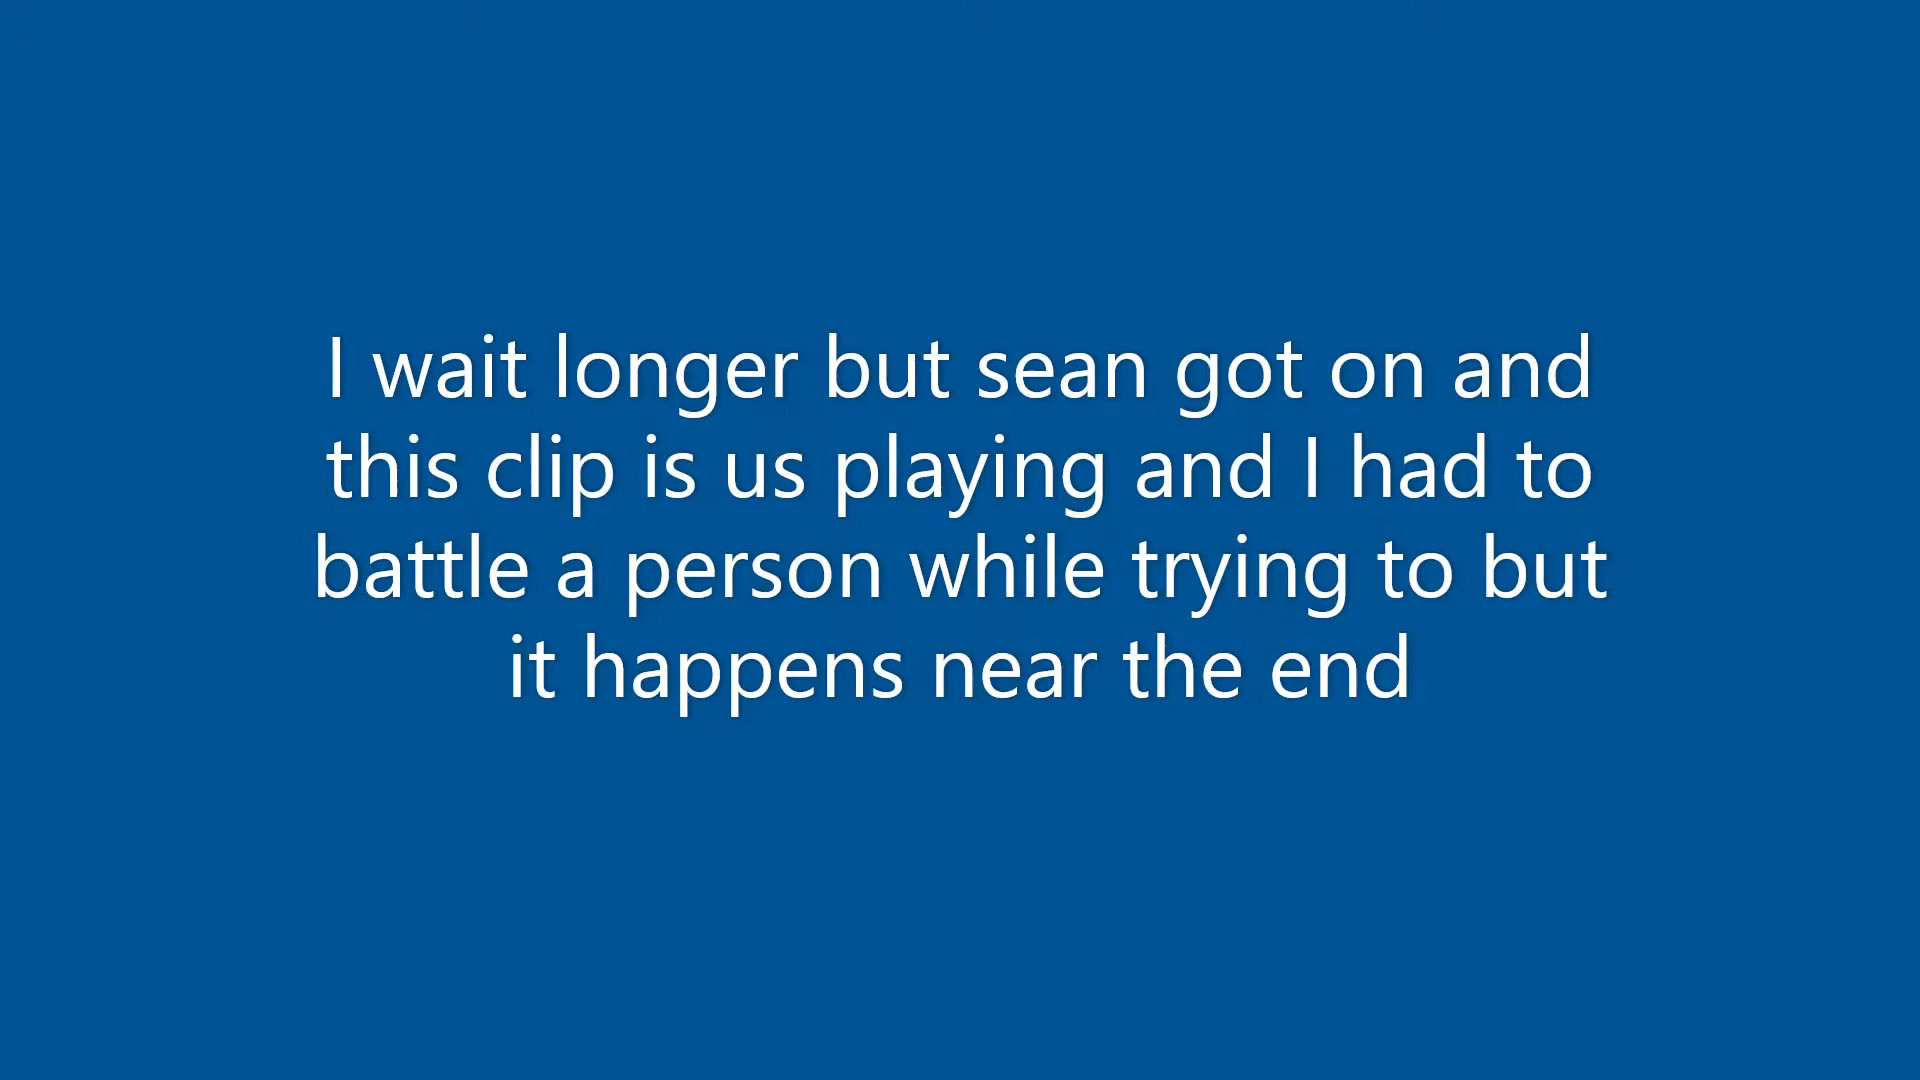 I wait longer but sean got on and
this clip is us playing and I had to
battle a person while trying to but
it happens near the end